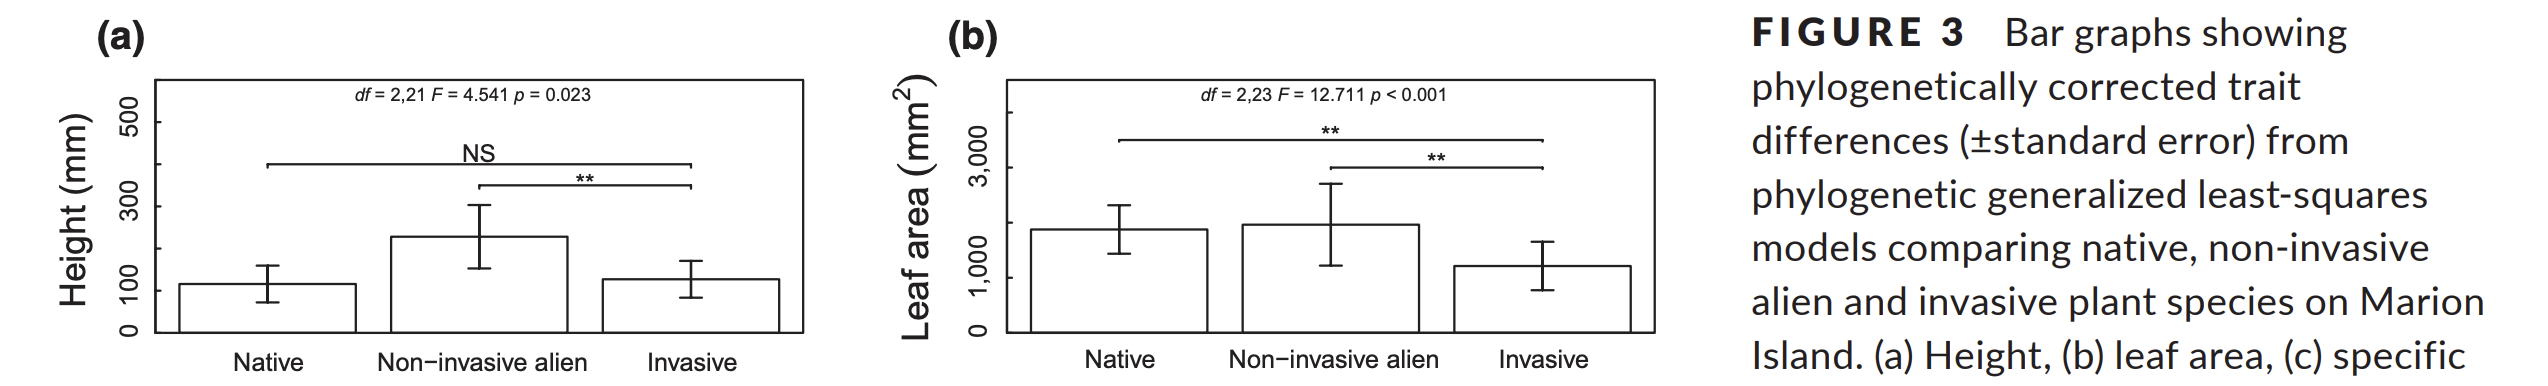 (a)
df = 2,21 F = 4.541 p = 0.023
Height (mm)
500
300
100
0
NS
**
Native
Non−invasive alien
Invasive
(b)
df = 2,23 F = 12.711 p < 0.001
Leaf area (mm²)
3,000
1,000
0
**
**
Native
Non−invasive alien
Invasive
FIGURE 3 Bar graphs showing
phylogenetically corrected trait
differences (±standard error) from
phylogenetic generalized least-squares
models comparing native, non-invasive
alien and invasive plant species on Marion
Island. (a) Height, (b) leaf area, (c) specific